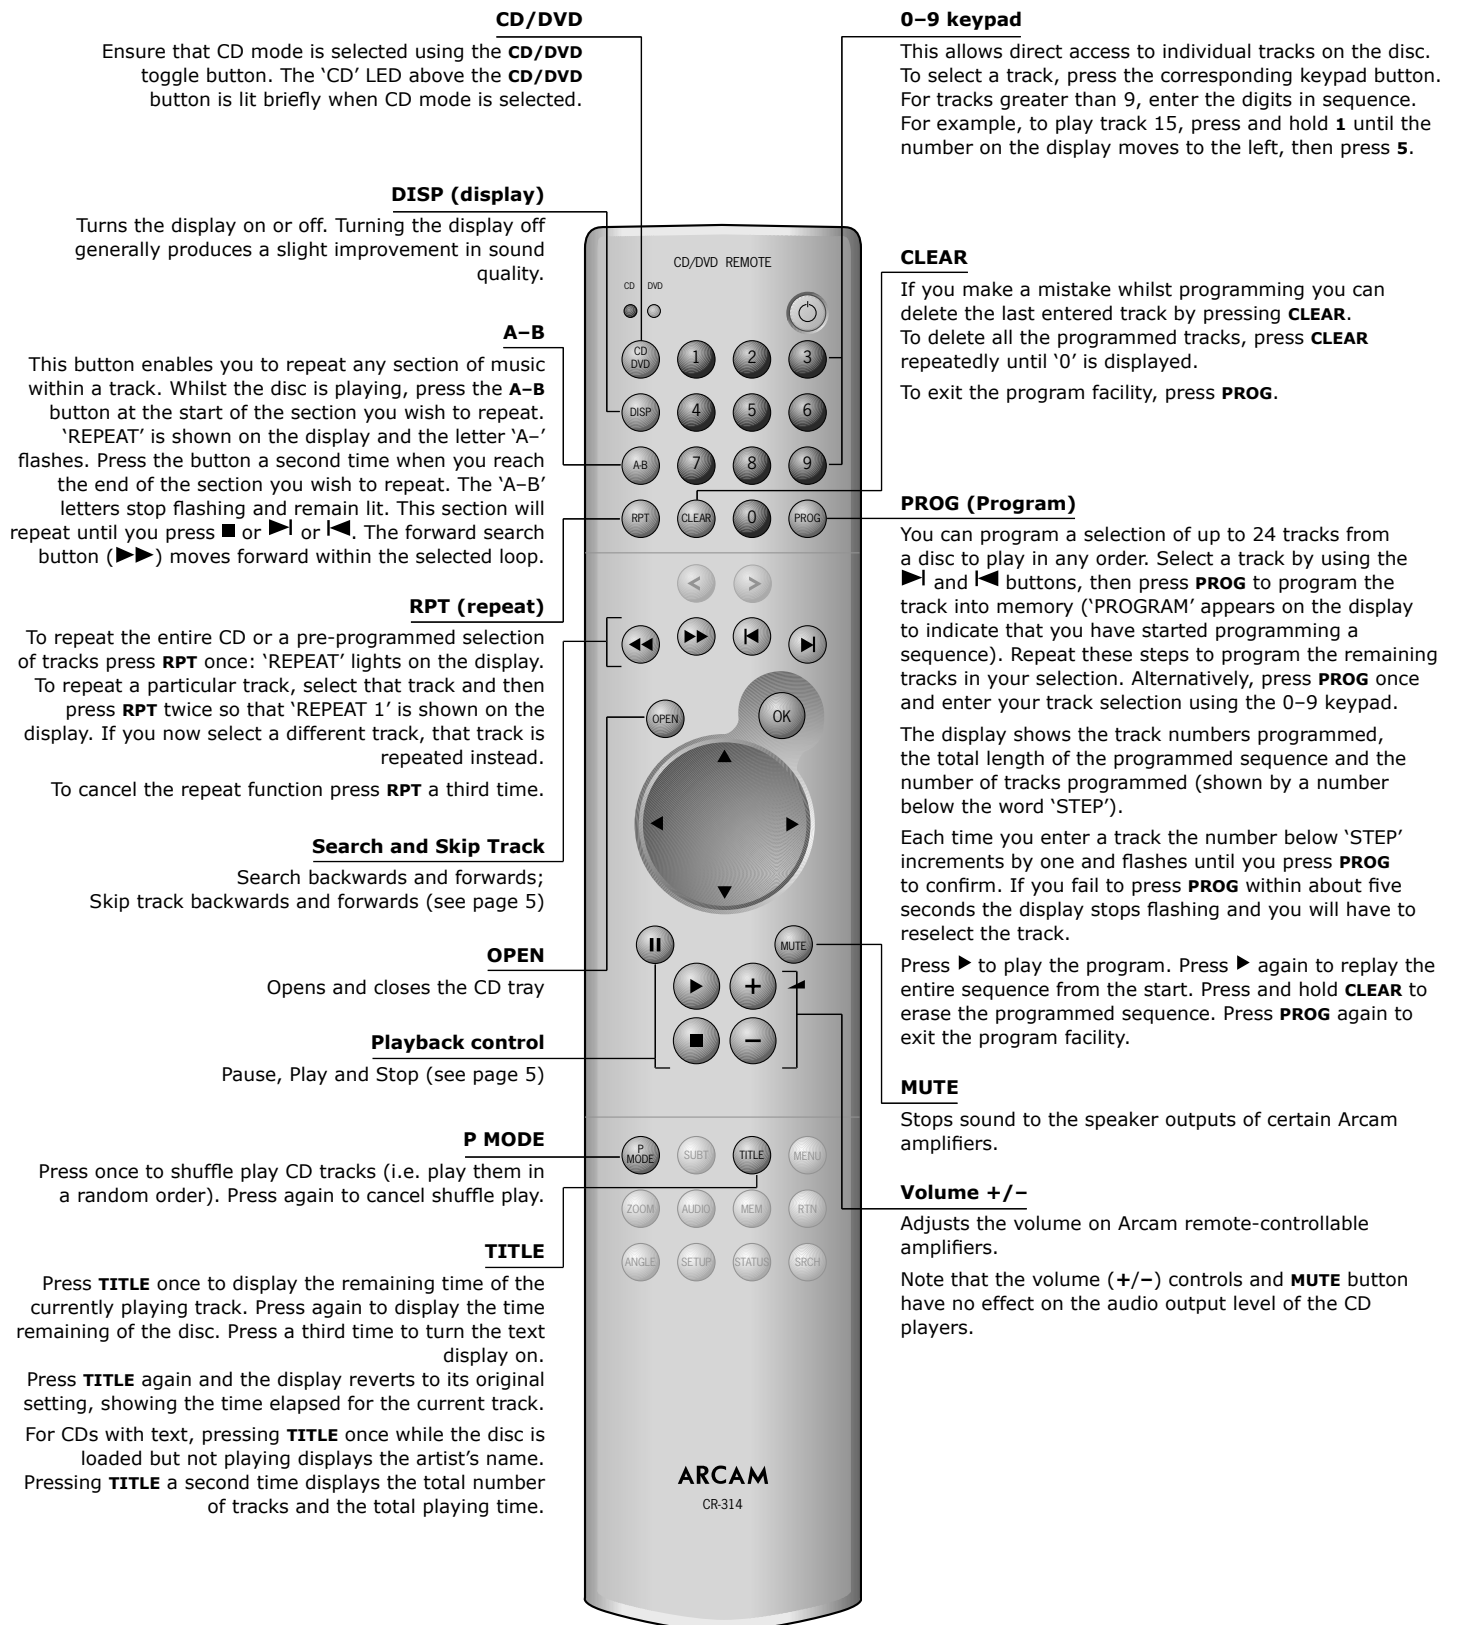 CD/DVD
Ensure that CD mode is selected using the CD/DVD
toggle button. The ‘CD’ LED above the CD/DVD
button is lit briefly when CD mode is selected.
DISP (display)
Turns the display on or off. Turning the display off
generally produces a slight improvement in sound
quality.
A–B
This button enables you to repeat any section of music
within a track. Whilst the disc is playing, press the A–B
button at the start of the section you wish to repeat.
‘REPEAT’ is shown on the display and the letter ‘A–’
flashes. Press the button a second time when you reach
the end of the section you wish to repeat. The ‘A–B’
letters stop flashing and remain lit. This section will
repeat until you press ■ or ▶| or |◀. The forward search
button (▶▶) moves forward within the selected loop.
RPT (repeat)
To repeat the entire CD or a pre-programmed selection
of tracks press RPT once: ‘REPEAT’ lights on the display.
To repeat a particular track, select that track and then
press RPT twice so that ‘REPEAT 1’ is shown on the
display. If you now select a different track, that track is
repeated instead.
To cancel the repeat function press RPT a third time.
Search and Skip Track
Search backwards and forwards;
Skip track backwards and forwards (see page 5)
OPEN
Opens and closes the CD tray
Playback control
Pause, Play and Stop (see page 5)
P MODE
Press once to shuffle play CD tracks (i.e. play them in
a random order). Press again to cancel shuffle play.
TITLE
Press TITLE once to display the remaining time of the
currently playing track. Press again to display the time
remaining of the disc. Press a third time to turn the text
display on.
Press TITLE again and the display reverts to its original
setting, showing the time elapsed for the current track.
For CDs with text, pressing TITLE once while the disc is
loaded but not playing displays the artist’s name.
Pressing TITLE a second time displays the total number
of tracks and the total playing time.
CD/DVD REMOTE
CD DVD
CD
DVD
1 2 3
DISP 4 5 6
A-B 7 8 9
RPT CLEAR 0 PROG
< >
OPEN OK
MUTE
+
−
P
MODE SUBT TITLE MENU
ZOOM AUDIO MEM RTN
ANGLE SETUP STATUS SRCH
ARCAM
CR-314
0–9 keypad
This allows direct access to individual tracks on the disc.
To select a track, press the corresponding keypad button.
For tracks greater than 9, enter the digits in sequence.
For example, to play track 15, press and hold 1 until the
number on the display moves to the left, then press 5.
CLEAR
If you make a mistake whilst programming you can
delete the last entered track by pressing CLEAR.
To delete all the programmed tracks, press CLEAR
repeatedly until ‘0’ is displayed.
To exit the program facility, press PROG.
PROG (Program)
You can program a selection of up to 24 tracks from
a disc to play in any order. Select a track by using the
▶| and |◀ buttons, then press PROG to program the
track into memory (‘PROGRAM’ appears on the display
to indicate that you have started programming a
sequence). Repeat these steps to program the remaining
tracks in your selection. Alternatively, press PROG once
and enter your track selection using the 0–9 keypad.
The display shows the track numbers programmed,
the total length of the programmed sequence and the
number of tracks programmed (shown by a number
below the word ‘STEP’).
Each time you enter a track the number below ‘STEP’
increments by one and flashes until you press PROG
to confirm. If you fail to press PROG within about five
seconds the display stops flashing and you will have to
reselect the track.
Press ▶ to play the program. Press ▶ again to replay the
entire sequence from the start. Press and hold CLEAR to
erase the programmed sequence. Press PROG again to
exit the program facility.
MUTE
Stops sound to the speaker outputs of certain Arcam
amplifiers.
Volume +/–
Adjusts the volume on Arcam remote-controllable
amplifiers.
Note that the volume (+/–) controls and MUTE button
have no effect on the audio output level of the CD
players.